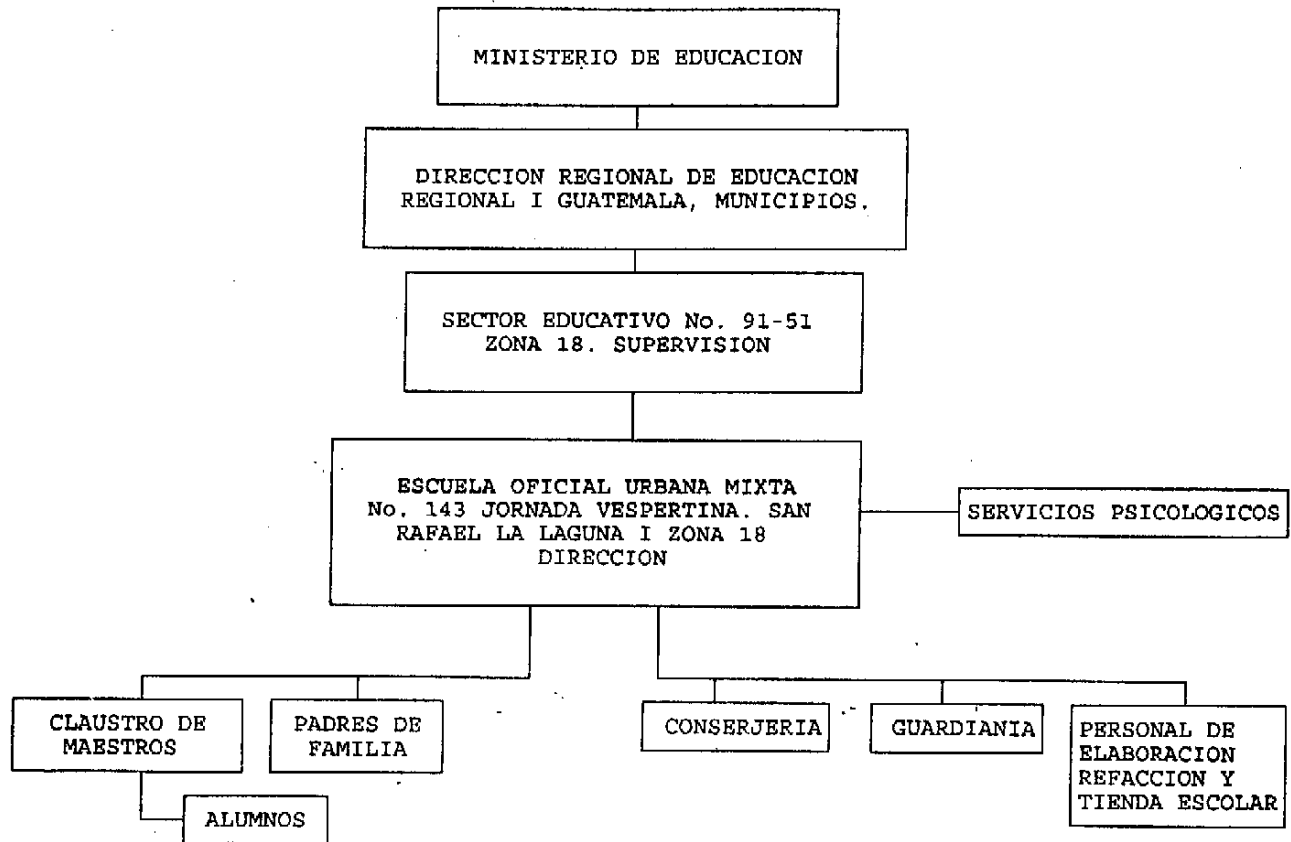 MINISTERIO DE EDUCACION
DIRECCION REGIONAL DE EDUCACION
REGIONAL I GUATEMALA, MUNICIPIOS.
SECTOR EDUCATIVO No. 91-51
ZONA 18. SUPERVISION
ESCUELA OFICIAL URBANA MIXTA
No. 143 JORNADA VESPERTINA. SAN
RAFAEL LA LAGUNA I ZONA 18
DIRECCION
SERVICIOS PSICOLOGICOS
CLAUSTRO DE
MAESTROS
PADRES DE
FAMILIA
CONSERJERIA
GUARDIANIA
PERSONAL DE
ELABORACION
REFACCION Y
TIENDA ESCOLAR
ALUMNOS